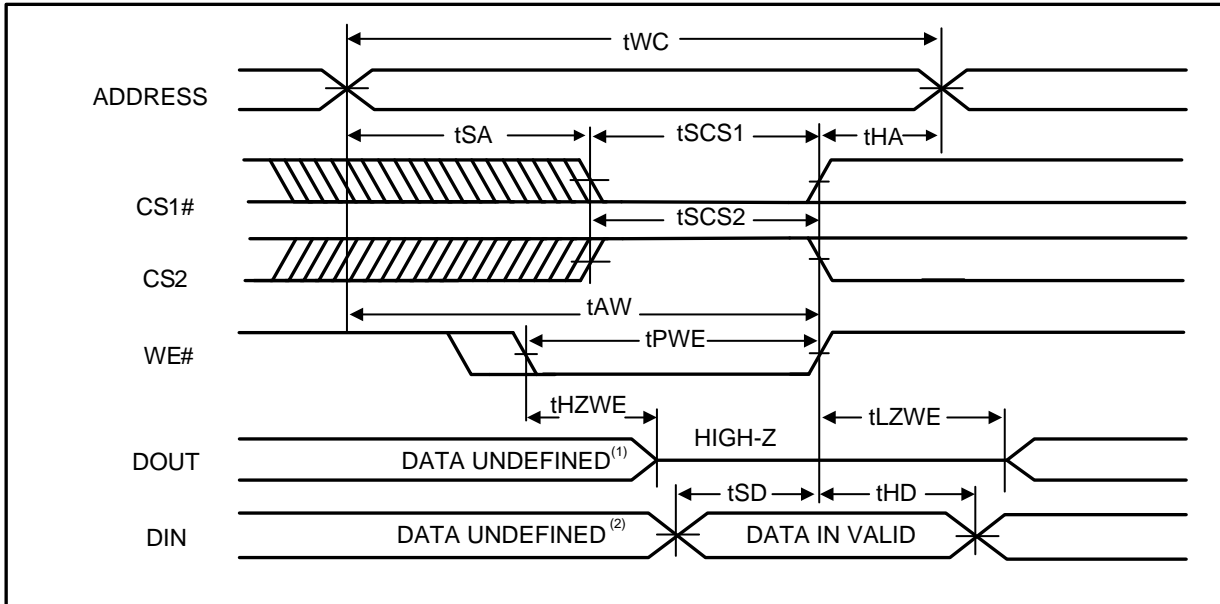 tWC
ADDRESS
tSA
tSCS1
tHA
CS1#
tSCS2
CS2
tAW
WE#
tPWE
tHZWE
tLZWE
DOUT
DATA UNDEFINED(1)
HIGH-Z
tSD
tHD
DIN
DATA UNDEFINED (2)
DATA IN VALID